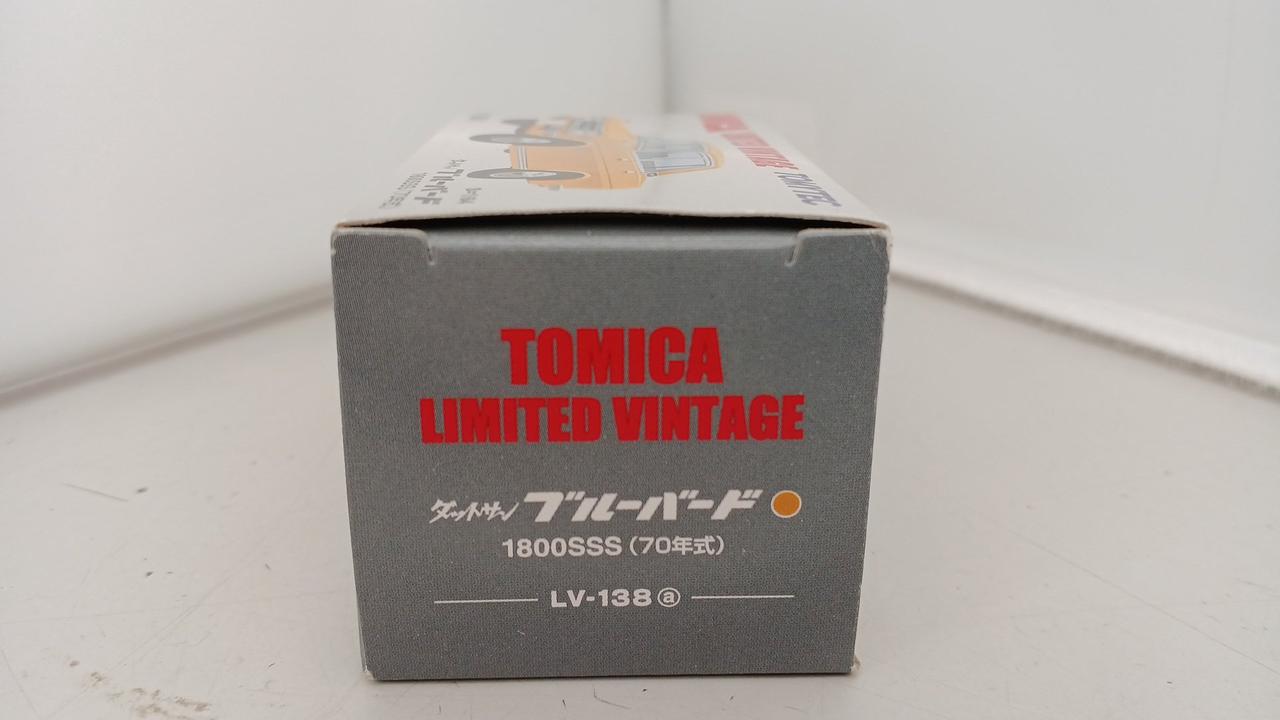 TOMICA
LIMITED VINTAGE
ダットサン ブルーバード
1800SSS(70年式)
LV-138 ⓐ